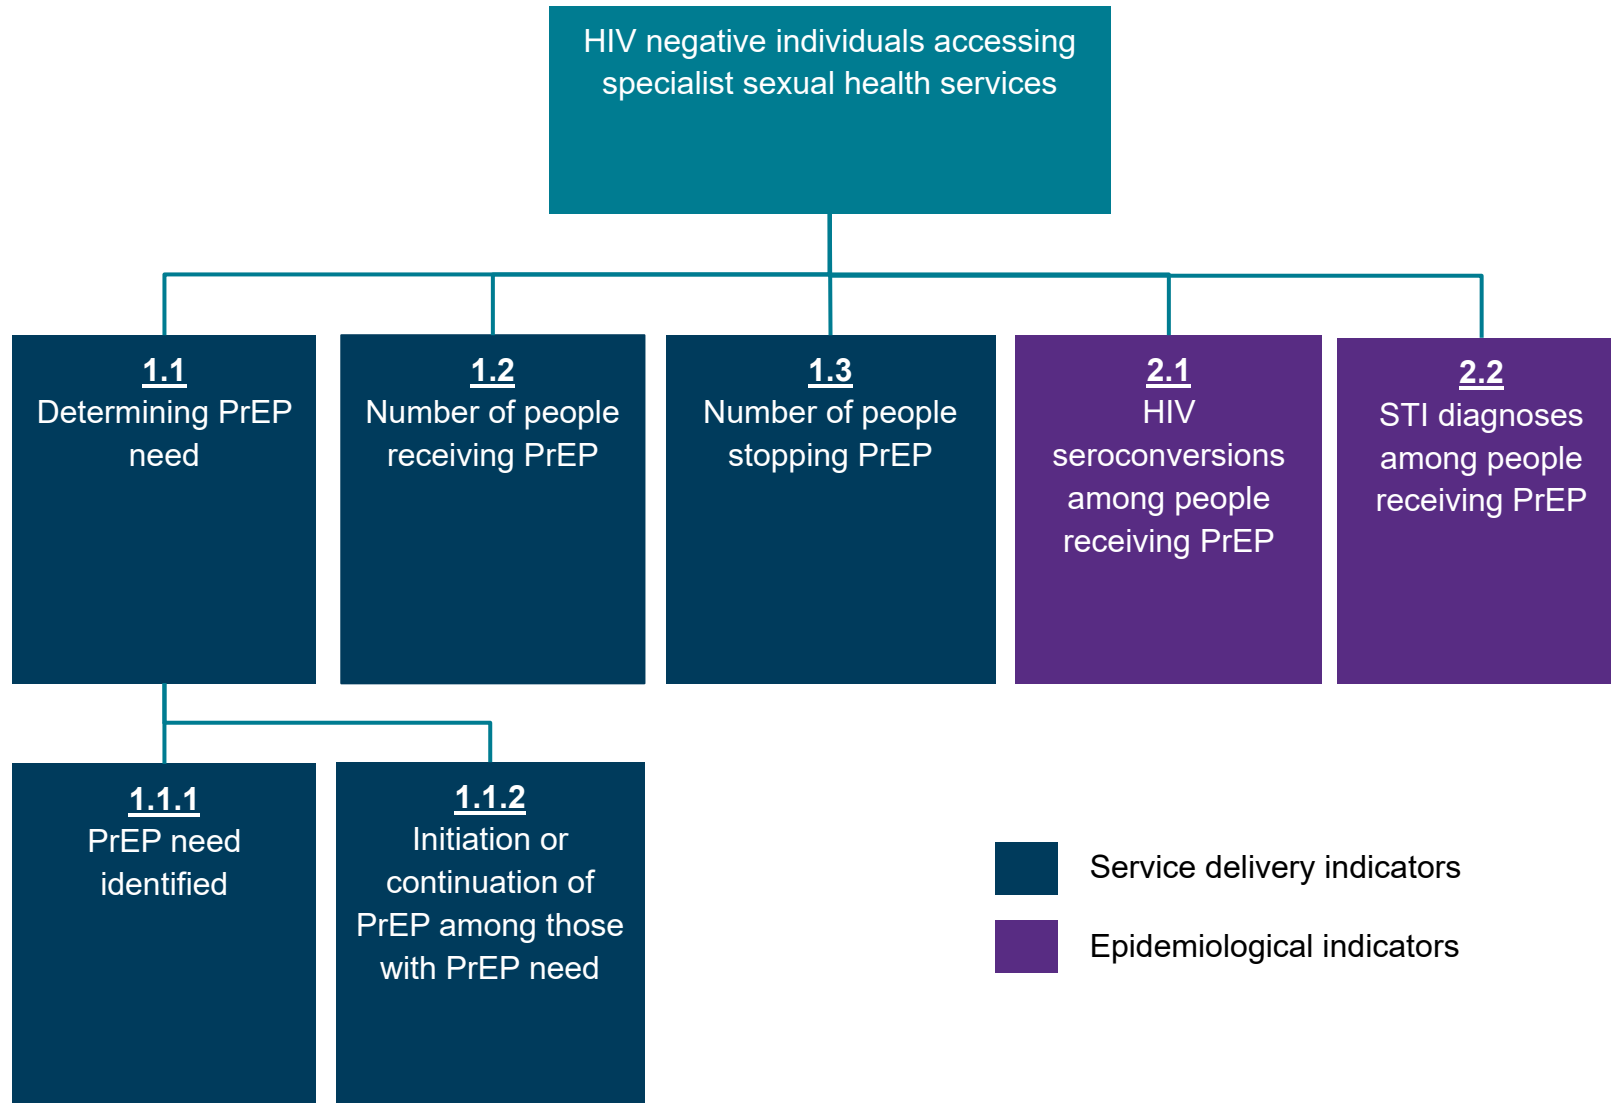 HIV negative individuals accessing
specialist sexual health services
1.1
Determining PrEP
need
1.2
Number of people
receiving PrEP
1.3
Number of people
stopping PrEP
2.1
HIV
seroconversions
among people
receiving PrEP
2.2
STI diagnoses
among people
receiving PrEP
1.1.1
PrEP need
identified
1.1.2
Initiation or
continuation of
PrEP among those
with PrEP need
Service delivery indicators
Epidemiological indicators